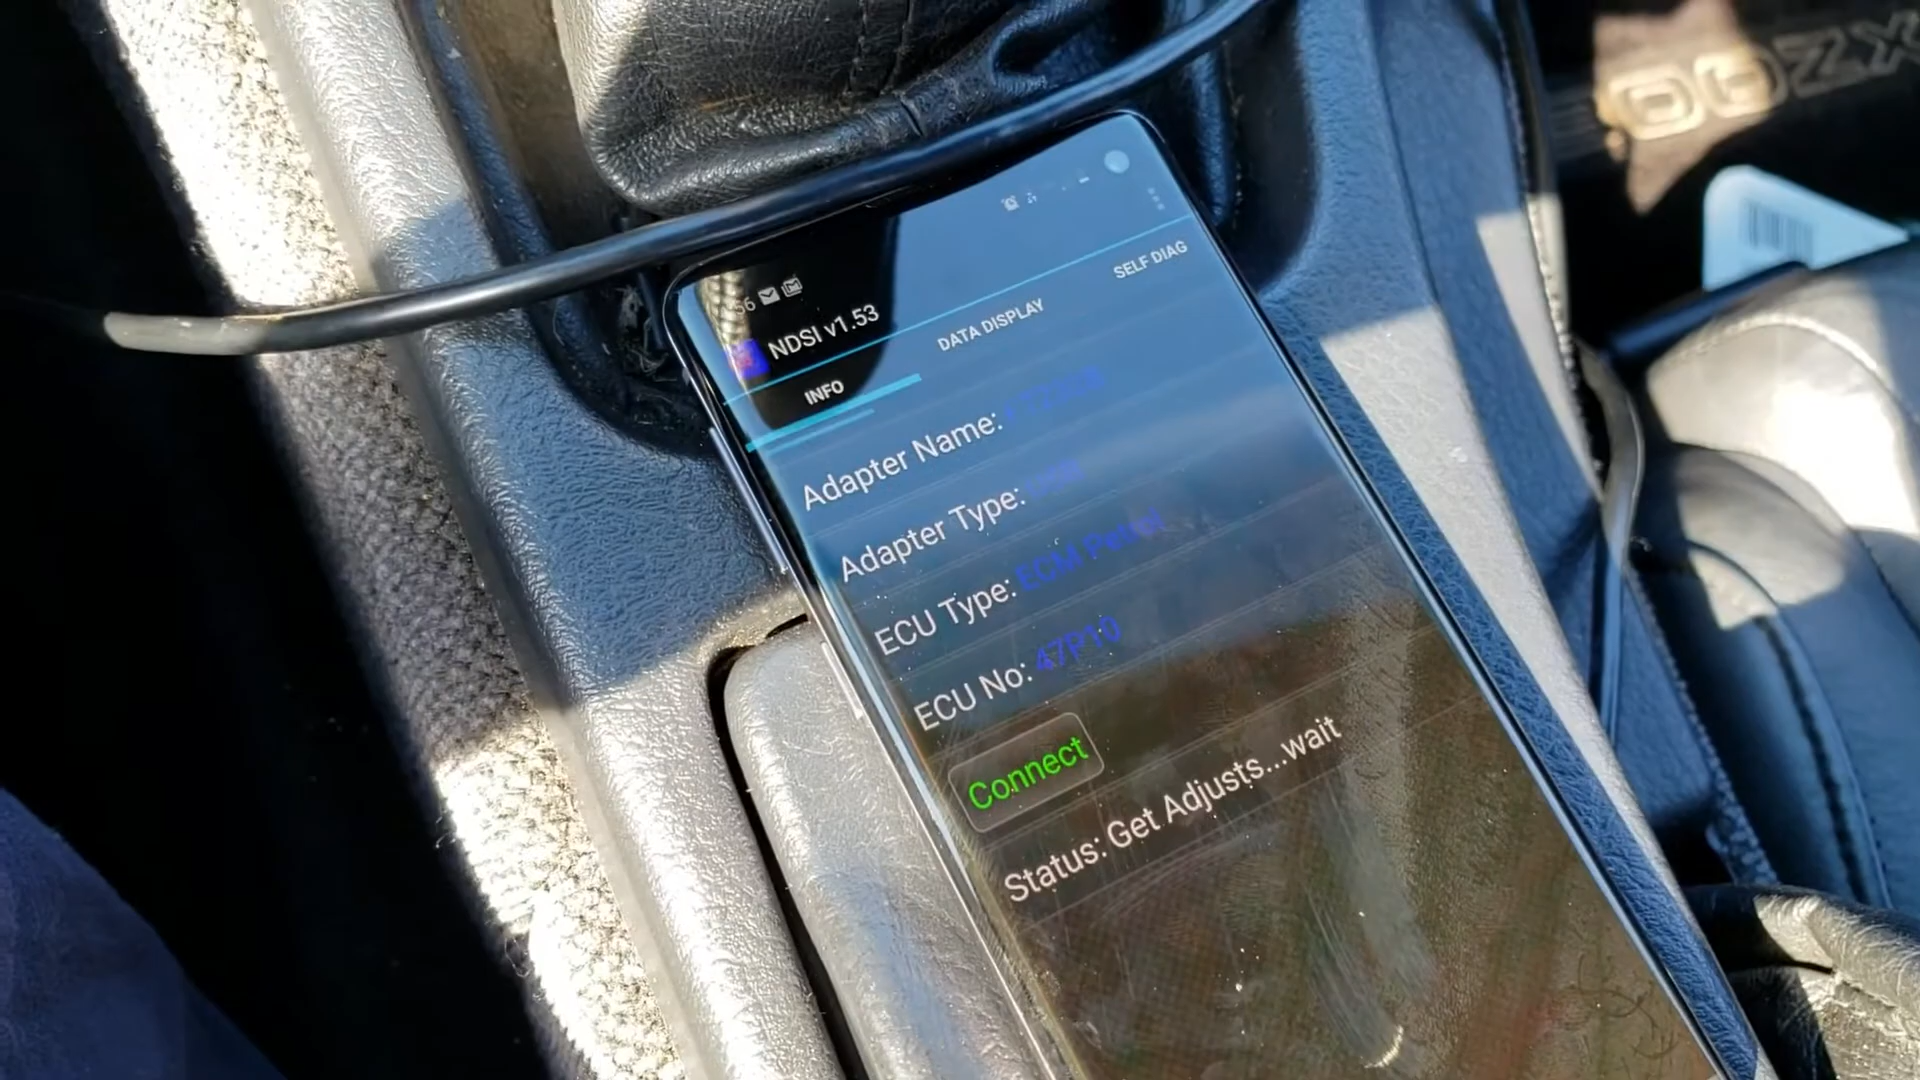 56
NDSI v1.53
INFO
DATA DISPLAY
SELF DIAG
Adapter Name:
Adapter Type:
ECU Type: ECM Petrol
ECU No: 47P10
Connect
Status: Get Adjusts...wait